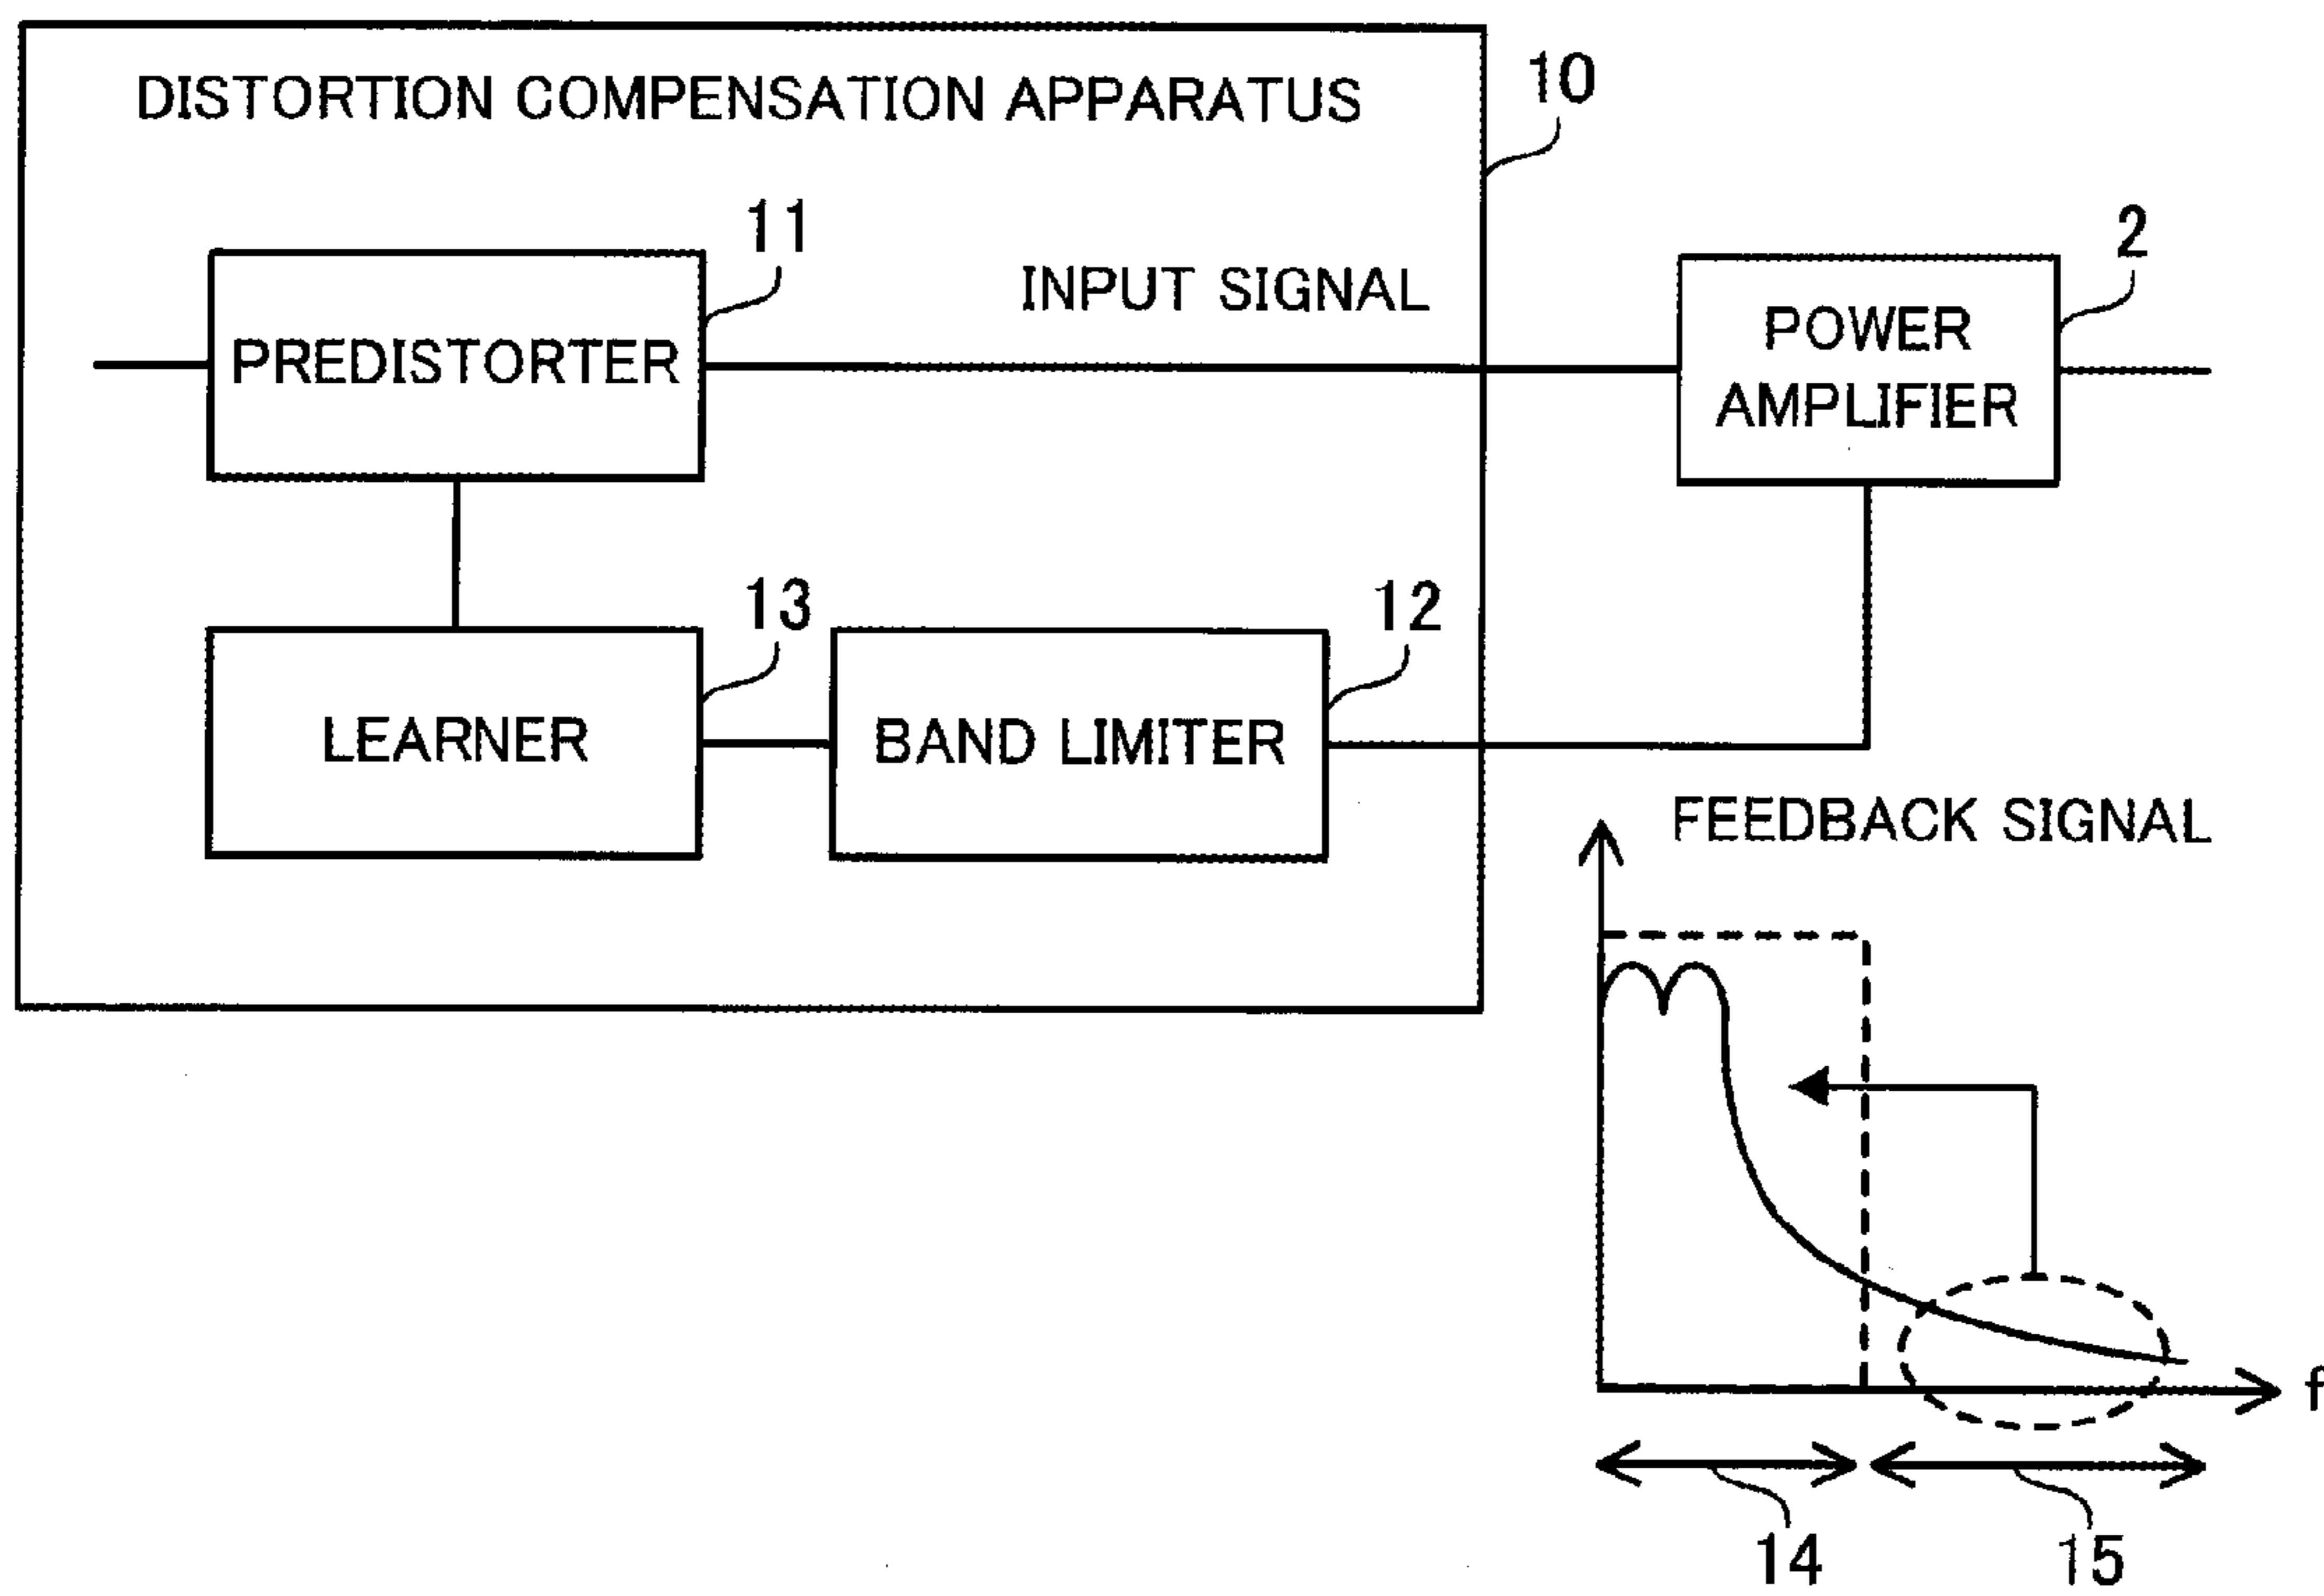 DISTORTION COMPENSATION APPARATUS
10
11
INPUT SIGNAL
2
PREDISTORTER
POWER
AMPLIFIER
13
12
LEARNER
BAND LIMITER
FEEDBACK SIGNAL
f
14
15